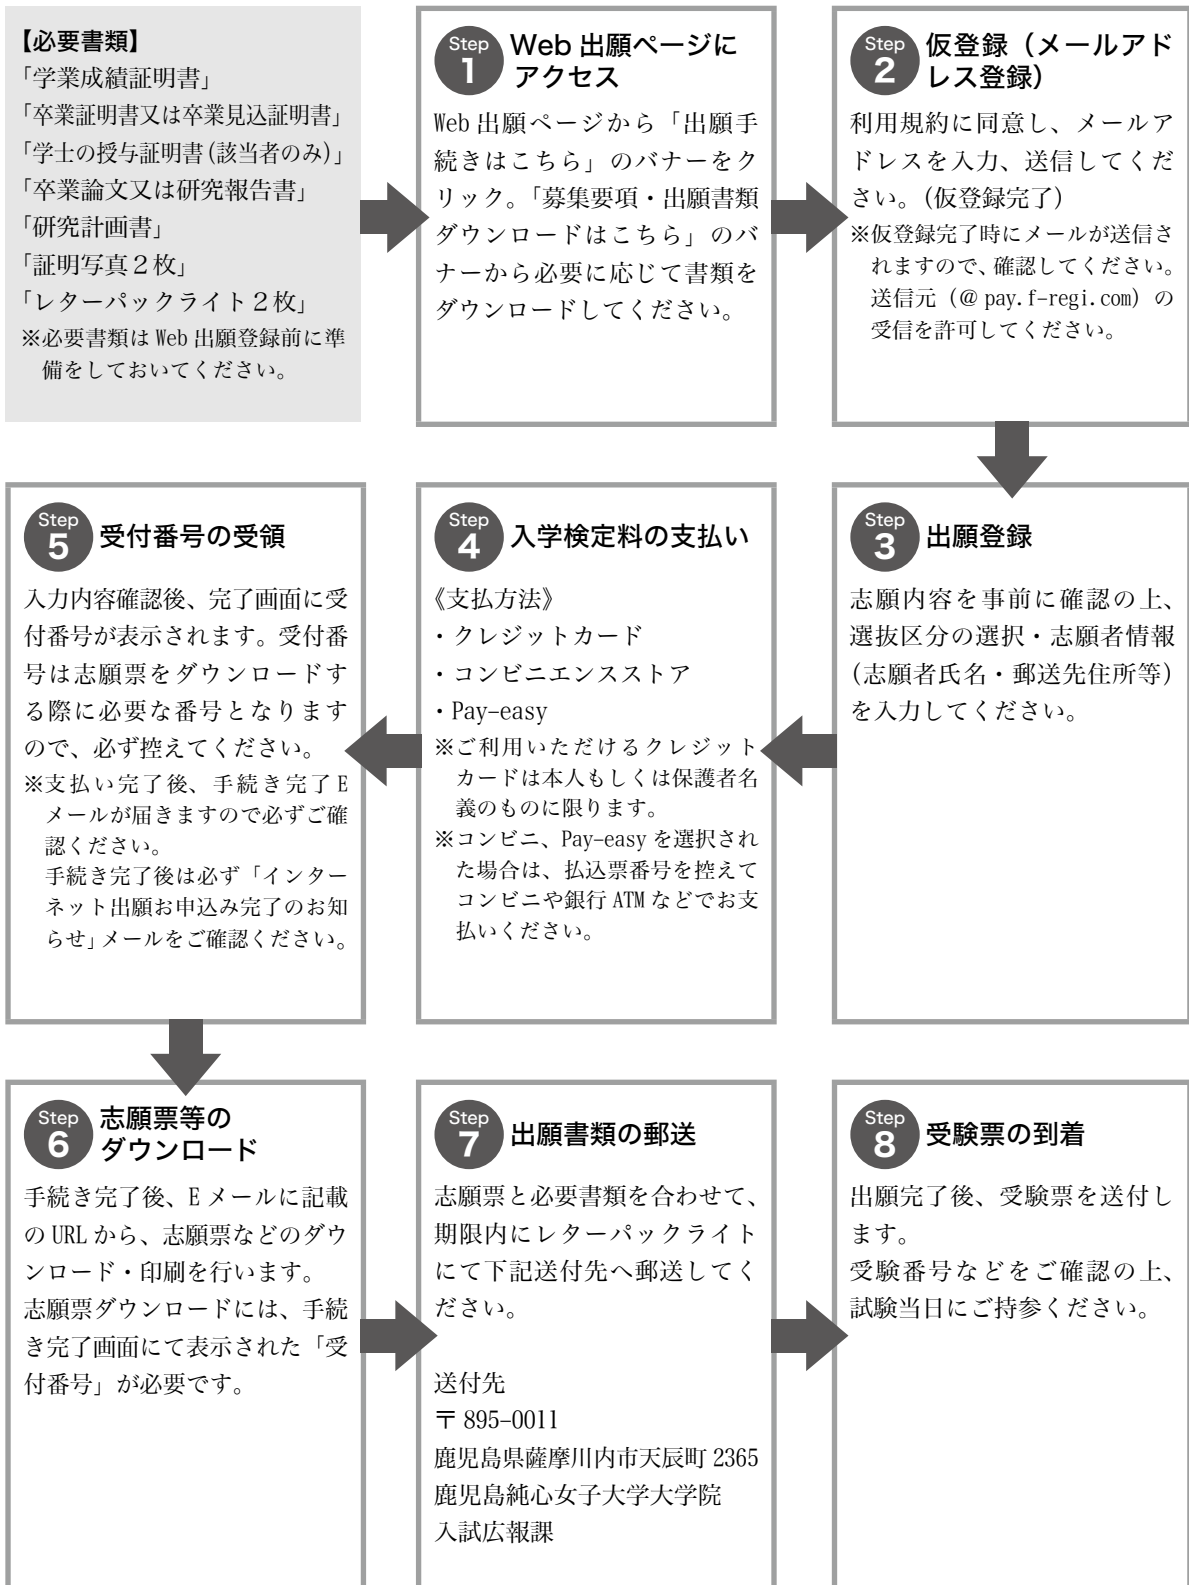 【必要書類】
「学業成績証明書」
「卒業証明書又は卒業見込証明書」
「学士の授与証明書(該当者のみ)」
「卒業論文又は研究報告書」
「研究計画書」
「証明写真２枚」
「レターパックライト２枚」
※必要書類は Web 出願登録前に準
備をしておいてください。
Step
1
Web 出願ページに
アクセス
Web 出願ページから「出願手
続きはこちら」のバナーをク
リック。「募集要項・出願書類
ダウンロードはこちら」のバ
ナーから必要に応じて書類を
ダウンロードしてください。
Step
2
仮登録（メールアド
レス登録）
利用規約に同意し、メールア
ドレスを入力、送信してくだ
さい。（仮登録完了）
※仮登録完了時にメールが送信さ
れますので、確認してください。
送信元（@ pay.f-regi.com）の
受信を許可してください。
Step
3
出願登録
志願内容を事前に確認の上、
選抜区分の選択・志願者情報
（志願者氏名・郵送先住所等）
を入力してください。
Step
4
入学検定料の支払い
《支払方法》
・クレジットカード
・コンビニエンスストア
・Pay-easy
※ご利用いただけるクレジット
カードは本人もしくは保護者名
義のものに限ります。
※コンビニ、Pay-easy を選択され
た場合は、払込票番号を控えて
コンビニや銀行 ATM などでお支
払いください。
Step
5
受付番号の受領
入力内容確認後、完了画面に受
付番号が表示されます。受付番
号は志願票をダウンロードす
る際に必要な番号となります
ので、必ず控えてください。
※支払い完了後、手続き完了 E
メールが届きますので必ずご確
認ください。
手続き完了後は必ず「インター
ネット出願お申込み完了のお知
らせ」メールをご確認ください。
Step
6
志願票等の
ダウンロード
手続き完了後、E メールに記載
の URL から、志願票などのダウ
ンロード・印刷を行います。
志願票ダウンロードには、手続
き完了画面にて表示された「受
付番号」が必要です。
Step
7
出願書類の郵送
志願票と必要書類を合わせて、
期限内にレターパックライト
にて下記送付先へ郵送してく
ださい。
送付先
〒 895-0011
鹿児島県薩摩川内市天辰町 2365
鹿児島純心女子大学大学院
入試広報課
Step
8
受験票の到着
出願完了後、受験票を送付し
ます。
受験番号などをご確認の上、
試験当日にご持参ください。